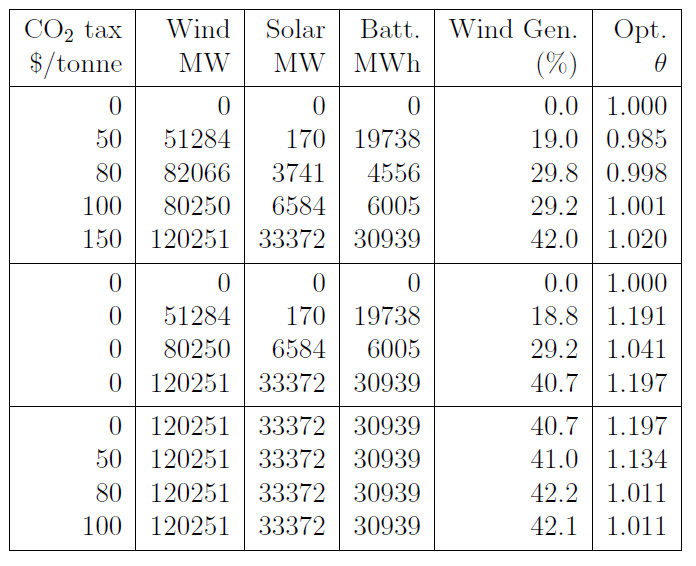 CO₂ tax Wind Solar Batt. Wind Gen. Opt.
$/tonne MW MW MWh (%) θ
0 0 0 0 0.0 1.000
50 51284 170 19738 19.0 0.985
80 82066 3741 4556 29.8 0.998
100 80250 6584 6005 29.2 1.001
150 120251 33372 30939 42.0 1.020
0 0 0 0 0.0 1.000
0 51284 170 19738 18.8 1.191
0 80250 6584 6005 29.2 1.041
0 120251 33372 30939 40.7 1.197
0 120251 33372 30939 40.7 1.197
50 120251 33372 30939 41.0 1.134
80 120251 33372 30939 42.2 1.011
100 120251 33372 30939 42.1 1.011